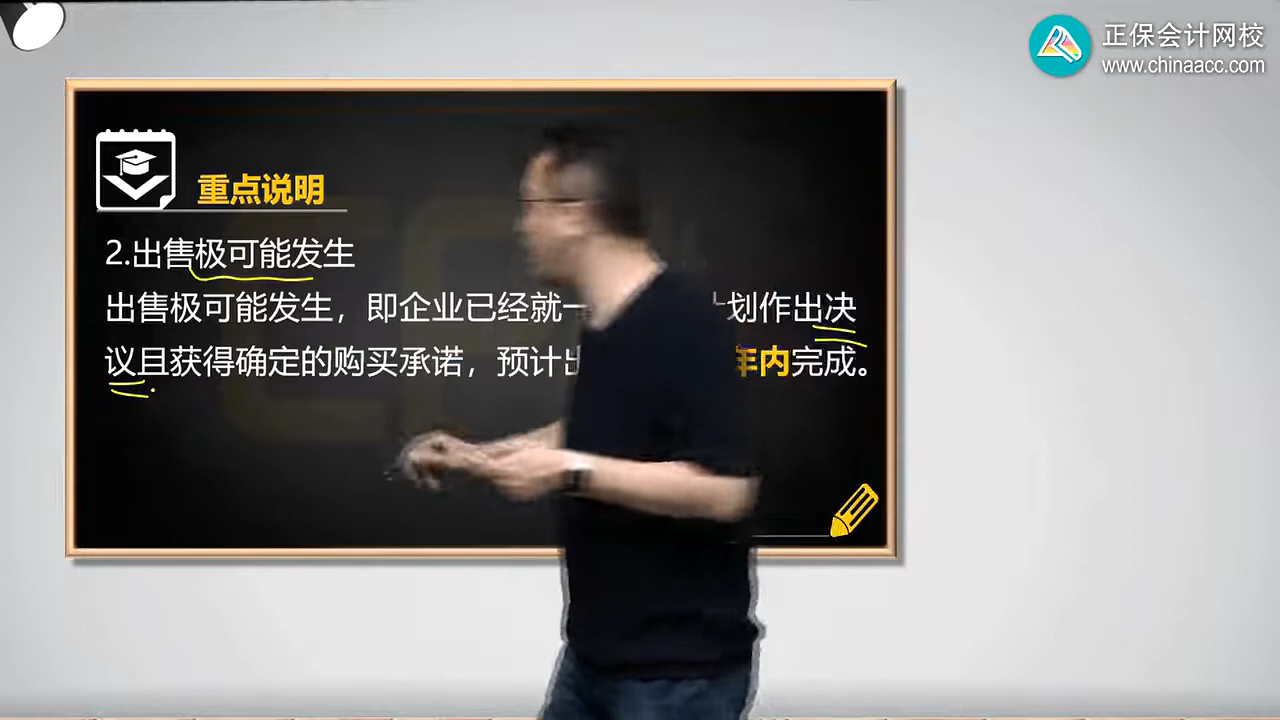 正保会计网校
www.chinaacc.com
重点说明
2.出售极可能发生
出售极可能发生，即企业已经就一 划作出决
议且获得确定的购买承诺，预计出 年内完成。